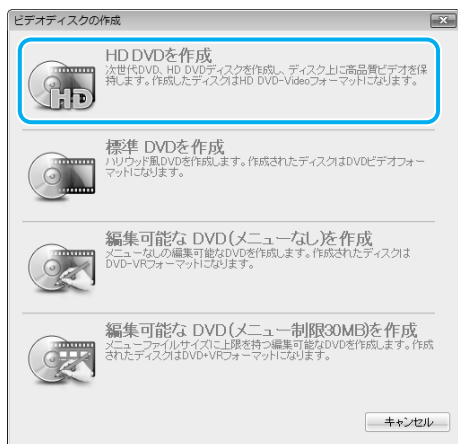 ビデオディスクの作成
HD DVDを作成
次世代DVD、HD DVDディスクを作成し、ディスク上に高品質ビデオを保
持します。作成したディスクはHD DVD-Videoフォーマットになります。
HD
標準 DVDを作成
ハリウッド風DVDを作成します。作成されたディスクはDVDビデオフォー
マットになります。
編集可能な DVD(メニューなし)を作成
メニューなしの編集可能なDVDを作成します。作成されたディスクは
DVD-VRフォーマットになります。
編集可能な DVD(メニュー制限30MB)を作成
メニューファイルサイズに上限を持つ編集可能なDVDを作成します。作成
されたディスクはDVD+VRフォーマットになります。
キャンセル